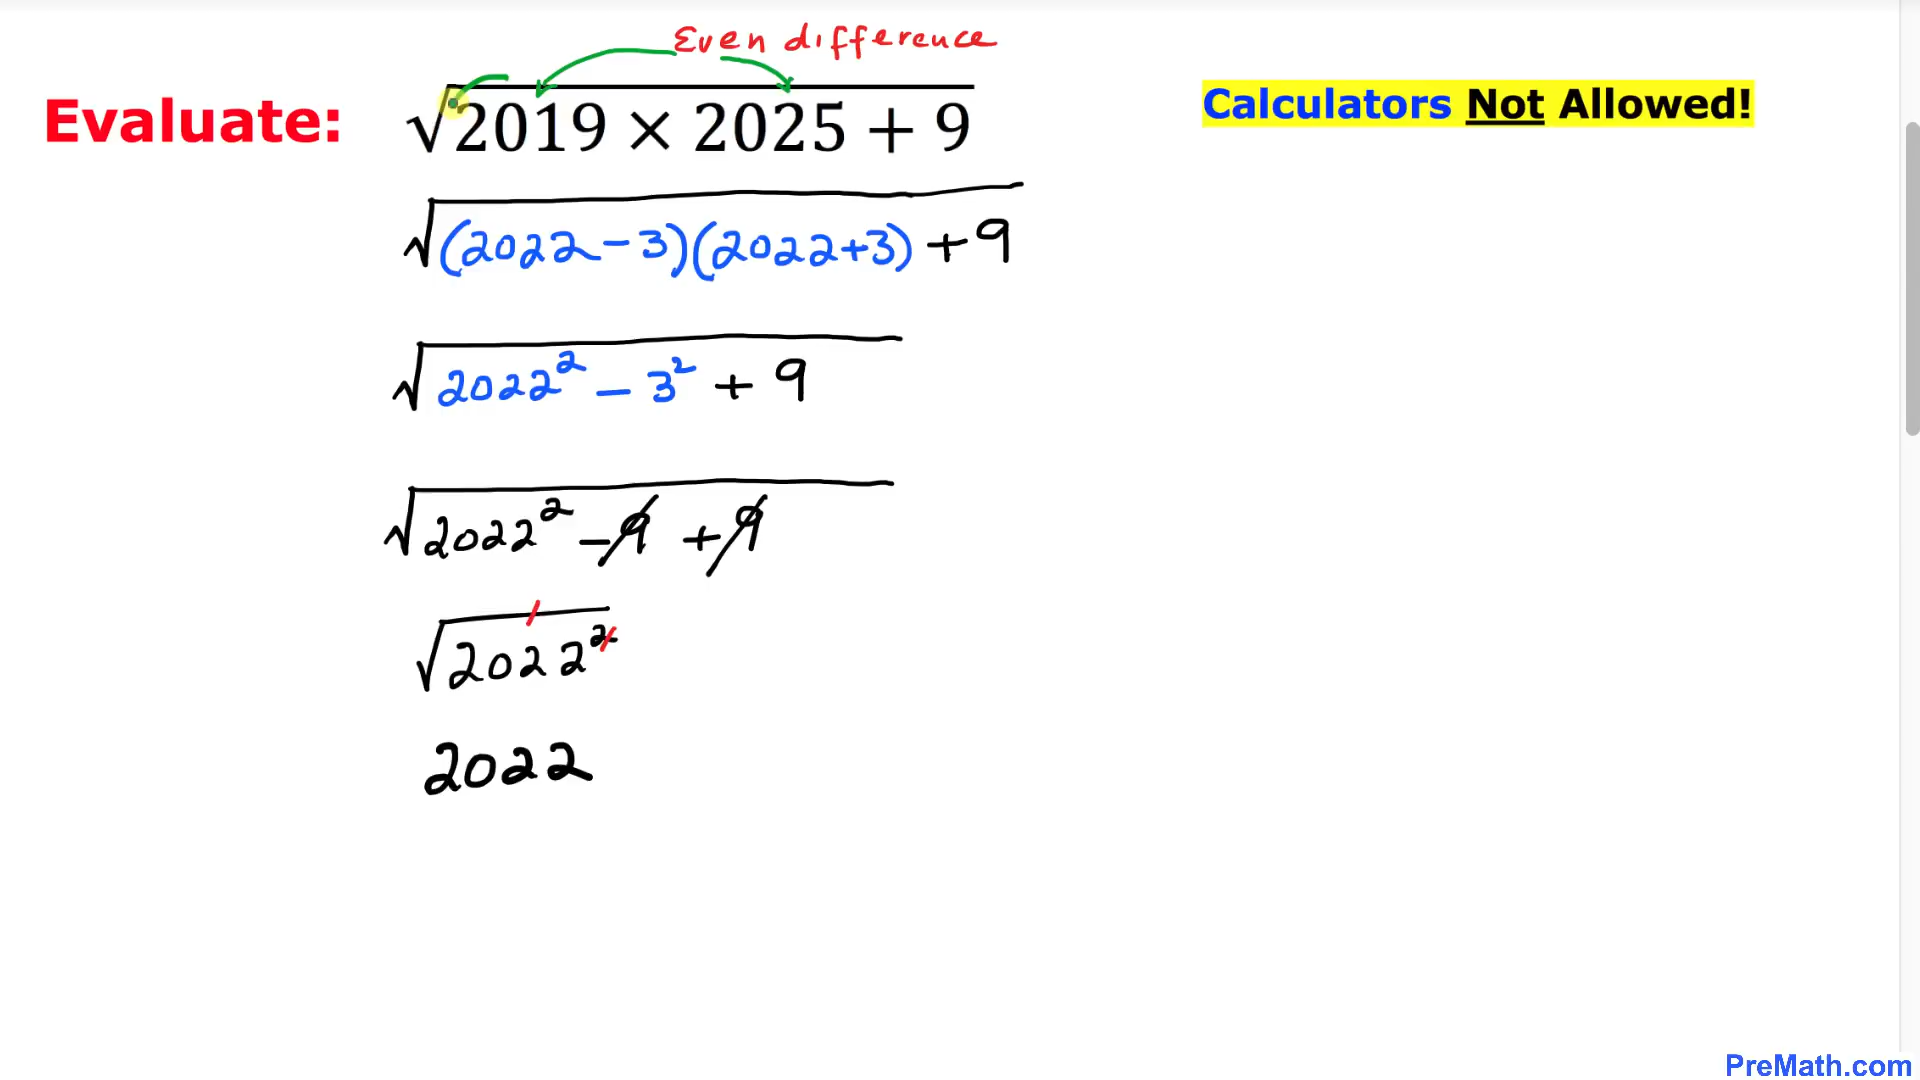 Even difference
Evaluate: √2019 × 2025 + 9
Calculators Not Allowed!
√(2022 - 3)(2022+3) + 9
√2022² - 3² + 9
√2022² - 9 + 9
√2022²
2022
PreMath.com